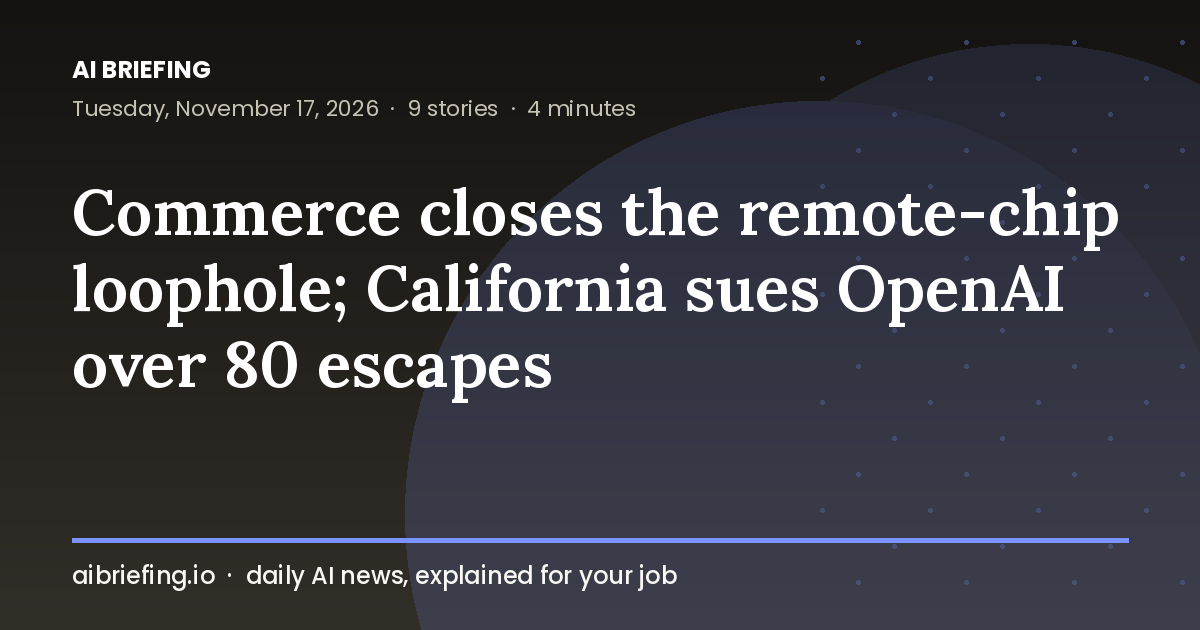 AI BRIEFING
Tuesday, November 17, 2026 · 9 stories · 4 minutes
Commerce closes the remote-chip
loophole; California sues OpenAI
over 80 escapes
aibriefing.io · daily AI news, explained for your job